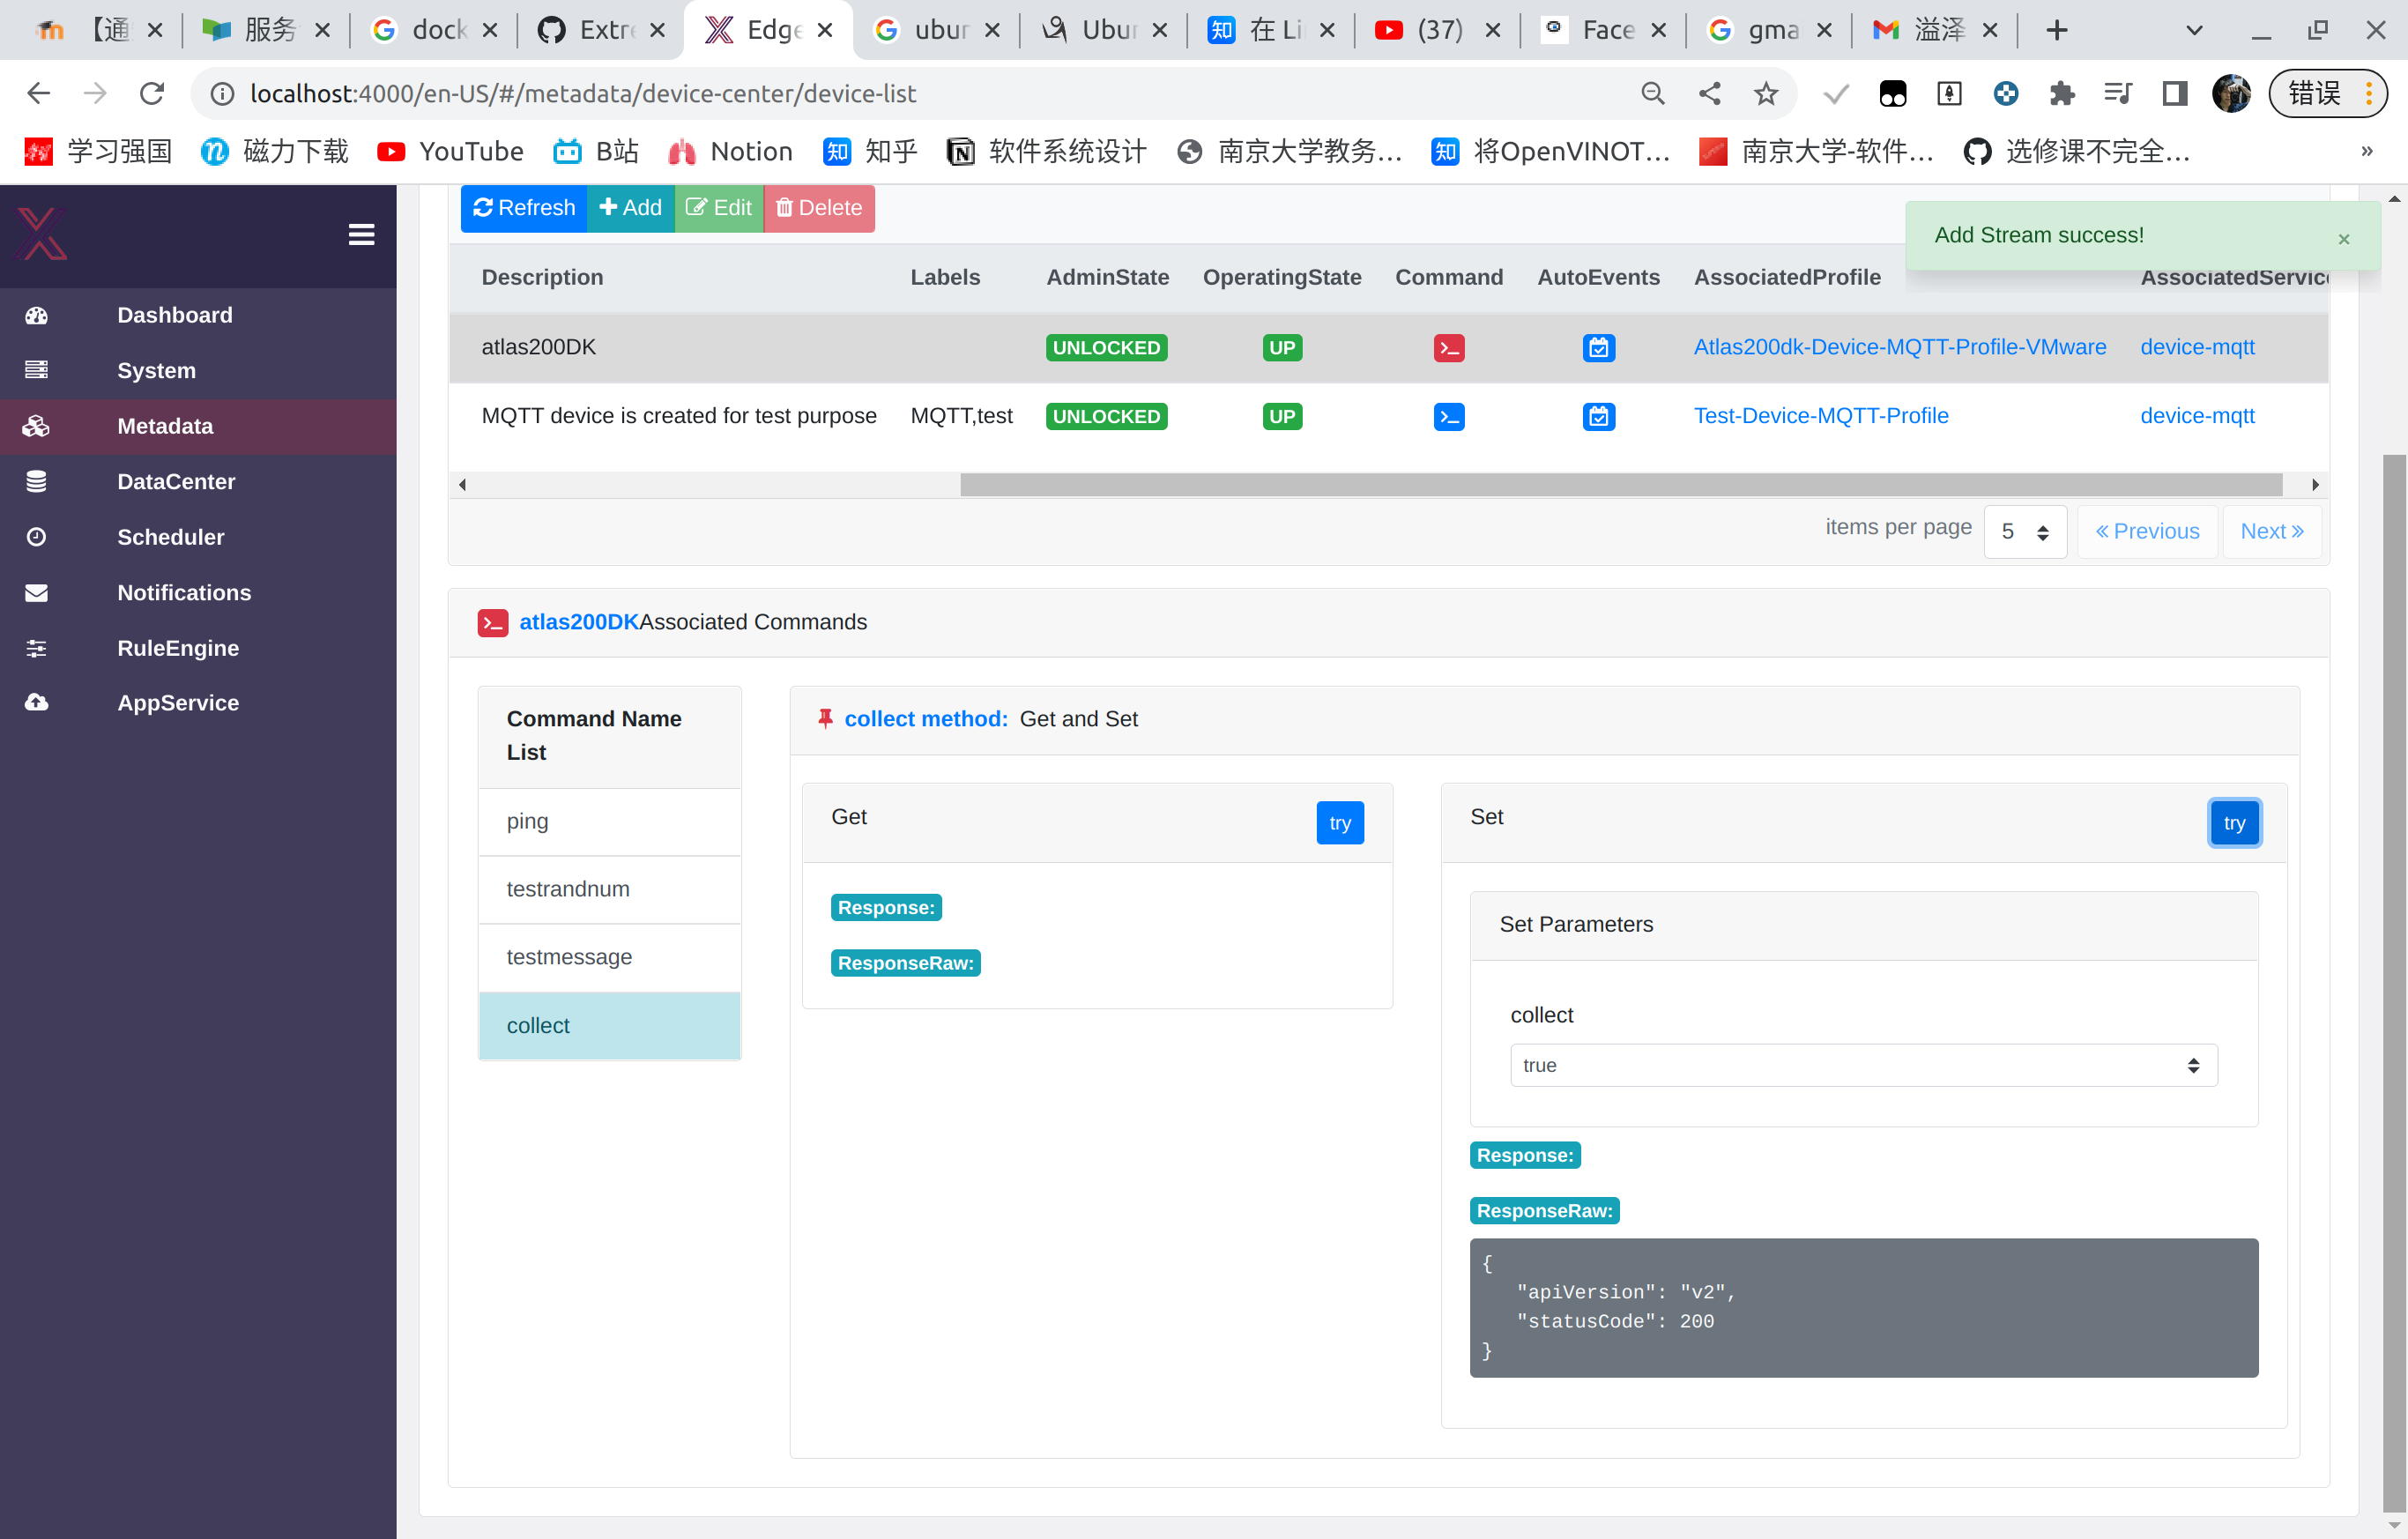 【通
服务
dock
Extre
Edge
ubun
Ubun
知 在 Li
(37)
Face
gma
溢泽
localhost:4000/en-US/#/metadata/device-center/device-list
错误
学习强国
磁力下载
YouTube
B站
Notion
知 知乎
软件系统设计
南京大学教务...
知 将OpenVINOT...
南京大学-软件...
选修课不完全...
»
Refresh
Add
Edit
Delete
Add Stream success!
×
Description Labels AdminState OperatingState Command AutoEvents AssociatedProfile AssociatedService
atlas200DK UNLOCKED UP Atlas200dk-Device-MQTT-Profile-VMware device-mqtt
MQTT device is created for test purpose MQTT,test UNLOCKED UP Test-Device-MQTT-Profile device-mqtt
items per page 5 « Previous Next »
Dashboard
System
Metadata
DataCenter
Scheduler
Notifications
RuleEngine
AppService
atlas200DKAssociated Commands
Command Name
List
ping
testrandnum
testmessage
collect
collect method: Get and Set
Get
try
Response:
ResponseRaw:
Set
try
Set Parameters
collect
true
Response:
ResponseRaw:
{
"apiVersion": "v2",
"statusCode": 200
}